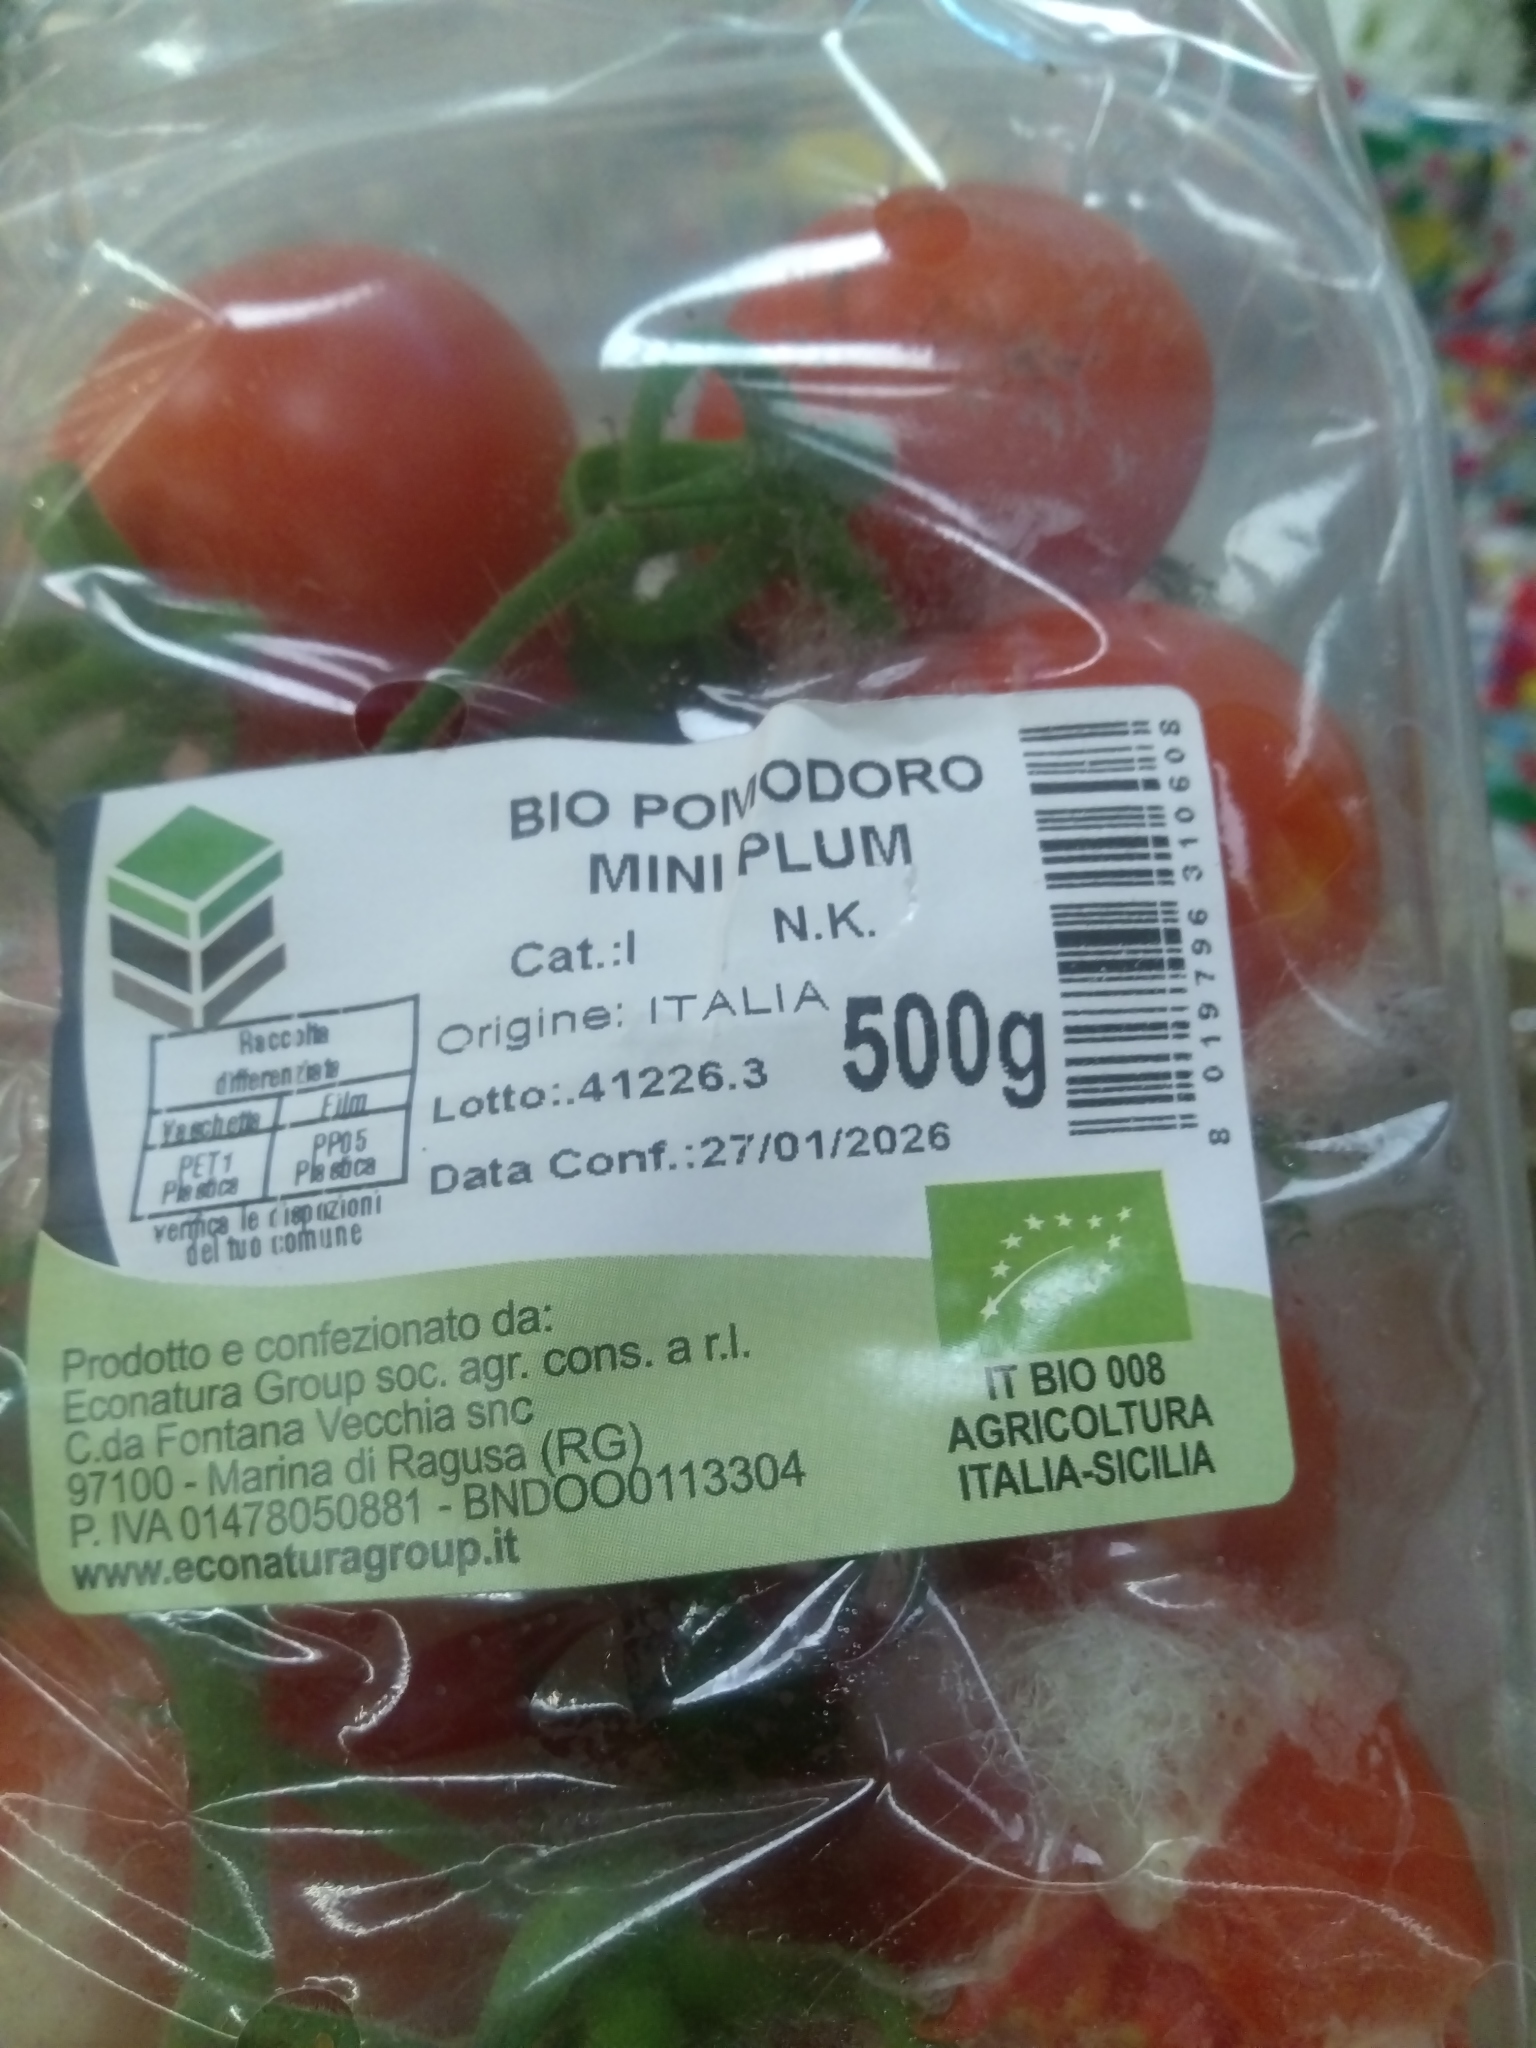 BIO POMODORO
MINI PLUM
Cat.:I N.K.
Origine: ITALIA
500g
Lotto:.41226.3
Data Conf.:27/01/2026
8 019796 310608
Raccolta
differenziata
Vaschetta Film
PET1 PP05
Plastica Plastica
verifica le dispozioni
del tuo comune
Prodotto e confezionato da:
Econatura Group soc. agr. cons. a r.l.
C.da Fontana Vecchia snc
97100 - Marina di Ragusa (RG)
P. IVA 01478050881 - BNDOO0113304
www.econaturagroup.it
IT BIO 008
AGRICOLTURA
ITALIA-SICILIA